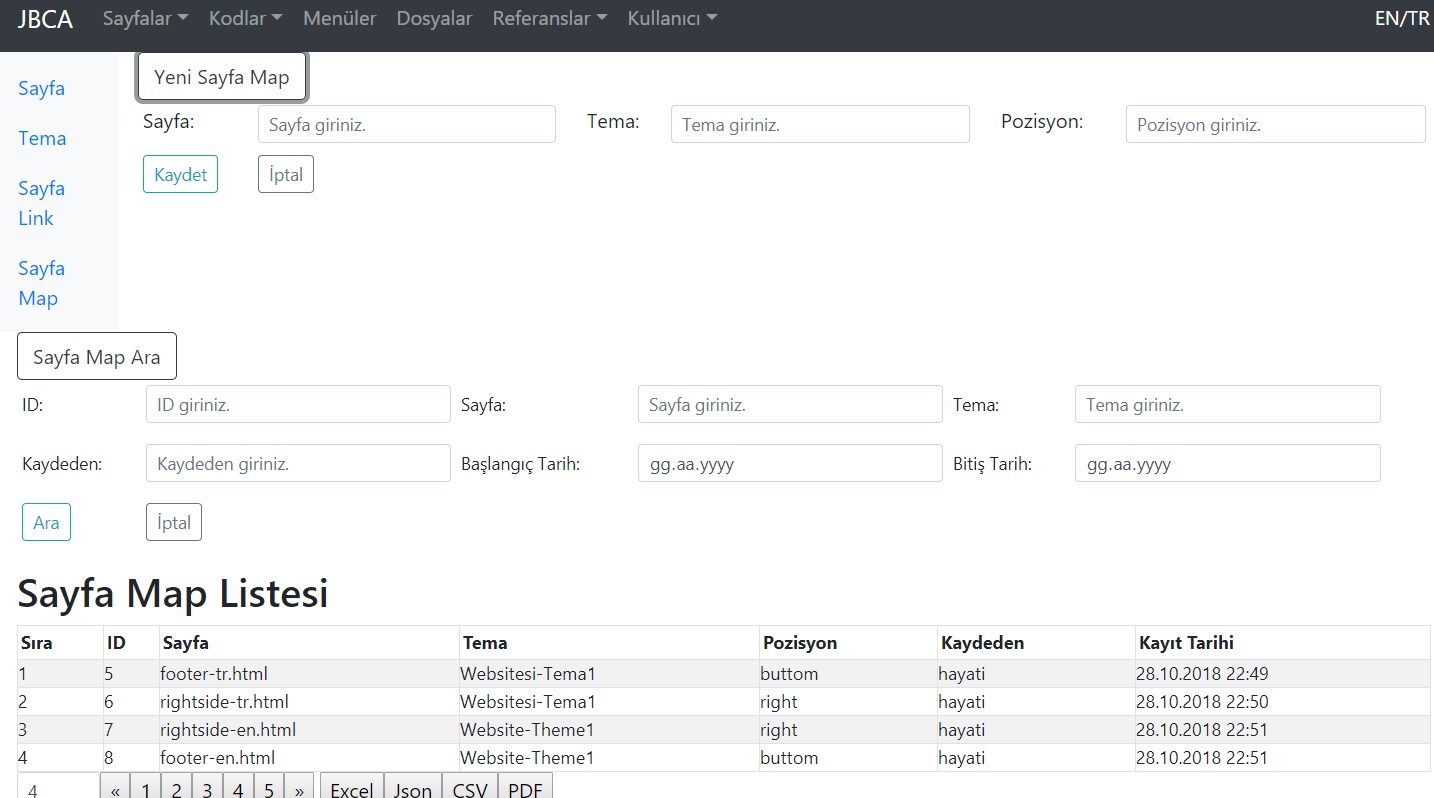 JBCA Sayfalar Kodlar Menüler Dosyalar Referanslar Kullanıcı EN/TR
Sayfa
Tema
Sayfa
Link
Sayfa
Map
Yeni Sayfa Map
Sayfa: Sayfa giriniz. Tema: Tema giriniz. Pozisyon: Pozisyon giriniz.
Kaydet İptal
Sayfa Map Ara
ID: ID giriniz. Sayfa: Sayfa giriniz. Tema: Tema giriniz.
Kaydeden: Kaydeden giriniz. Başlangıç Tarih: gg.aa.yyyy Bitiş Tarih: gg.aa.yyyy
Ara İptal
Sayfa Map Listesi
Sıra ID Sayfa Tema Pozisyon Kaydeden Kayıt Tarihi
1 5 footer-tr.html Websitesi-Tema1 buttom hayati 28.10.2018 22:49
2 6 rightside-tr.html Websitesi-Tema1 right hayati 28.10.2018 22:50
3 7 rightside-en.html Website-Theme1 right hayati 28.10.2018 22:51
4 8 footer-en.html Website-Theme1 buttom hayati 28.10.2018 22:51
4 « 1 2 3 4 5 » Excel Json CSV PDF